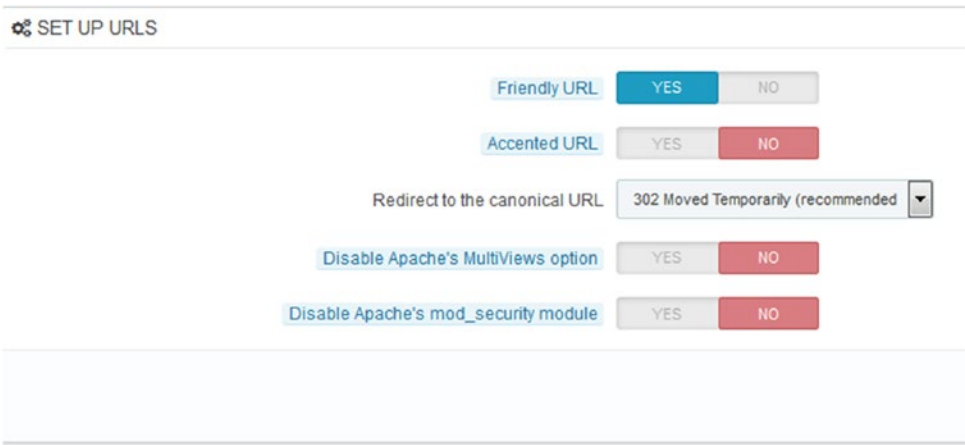 SET UP URLS
Friendly URL YES NO
Accented URL YES NO
Redirect to the canonical URL 302 Moved Temporarily (recommended
Disable Apache's MultiViews option YES NO
Disable Apache's mod_security module YES NO